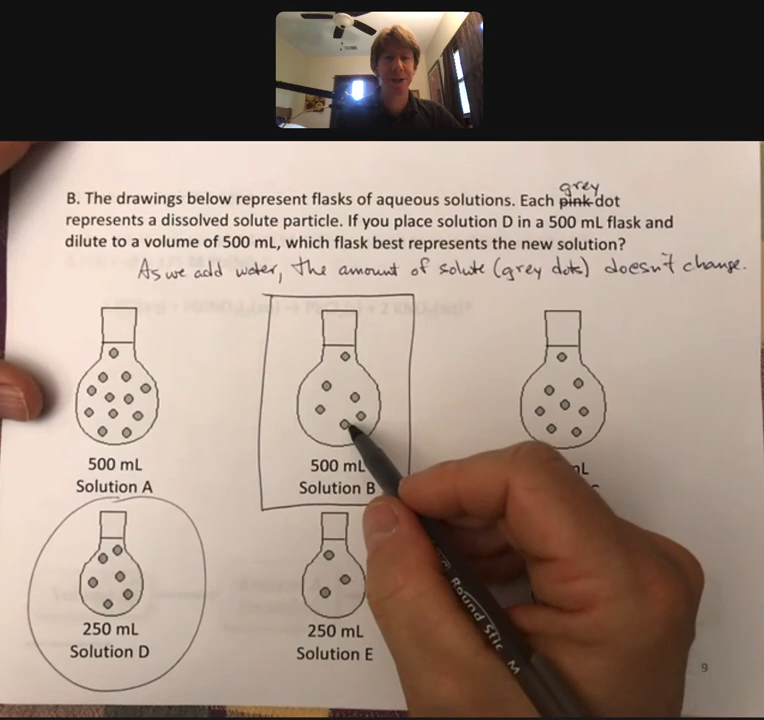 grey
B. The drawings below represent flasks of aqueous solutions. Each pink dot
represents a dissolved solute particle. If you place solution D in a 500 mL flask and
dilute to a volume of 500 mL, which flask best represents the new solution?
As we add water, the amount of solute (grey dots) doesn't change.
500 mL
Solution A
500 mL
Solution B
250 mL
Solution D
250 mL
Solution E
Round Stic M
9